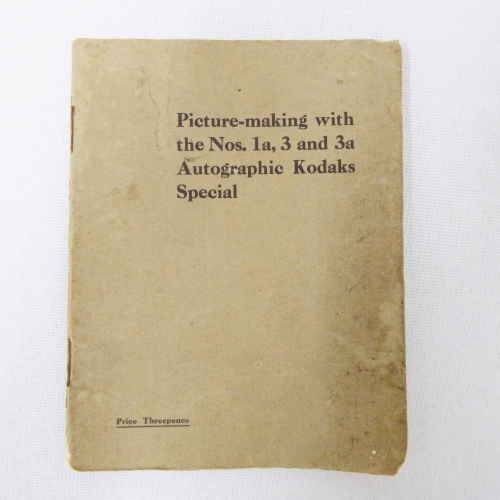 Picture-making with
the Nos. 1a, 3 and 3a
Autographic Kodaks
Special
Price Threepence